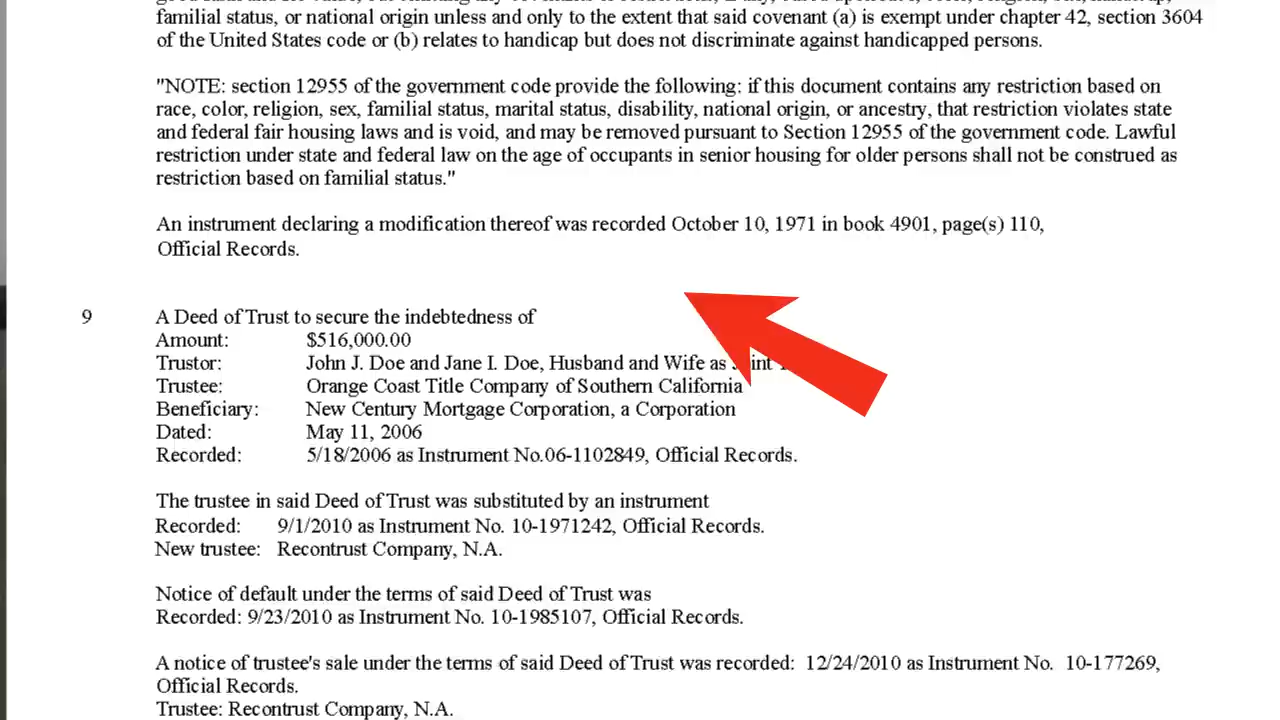 familial status, or national origin unless and only to the extent that said covenant (a) is exempt under chapter 42, section 3604
of the United States code or (b) relates to handicap but does not discriminate against handicapped persons.
"NOTE: section 12955 of the government code provide the following: if this document contains any restriction based on
race, color, religion, sex, familial status, marital status, disability, national origin, or ancestry, that restriction violates state
and federal fair housing laws and is void, and may be removed pursuant to Section 12955 of the government code. Lawful
restriction under state and federal law on the age of occupants in senior housing for older persons shall not be construed as
restriction based on familial status."
An instrument declaring a modification thereof was recorded October 10, 1971 in book 4901, page(s) 110,
Official Records.
9 A Deed of Trust to secure the indebtedness of
Amount: $516,000.00
Trustor: John J. Doe and Jane I. Doe, Husband and Wife as
Trustee: Orange Coast Title Company of Southern California
Beneficiary: New Century Mortgage Corporation, a Corporation
Dated: May 11, 2006
Recorded: 5/18/2006 as Instrument No.06-1102849, Official Records.
The trustee in said Deed of Trust was substituted by an instrument
Recorded: 9/1/2010 as Instrument No. 10-1971242, Official Records.
New trustee: Recontrust Company, N.A.
Notice of default under the terms of said Deed of Trust was
Recorded: 9/23/2010 as Instrument No. 10-1985107, Official Records.
A notice of trustee's sale under the terms of said Deed of Trust was recorded: 12/24/2010 as Instrument No. 10-177269,
Official Records.
Trustee: Recontrust Company, N.A.